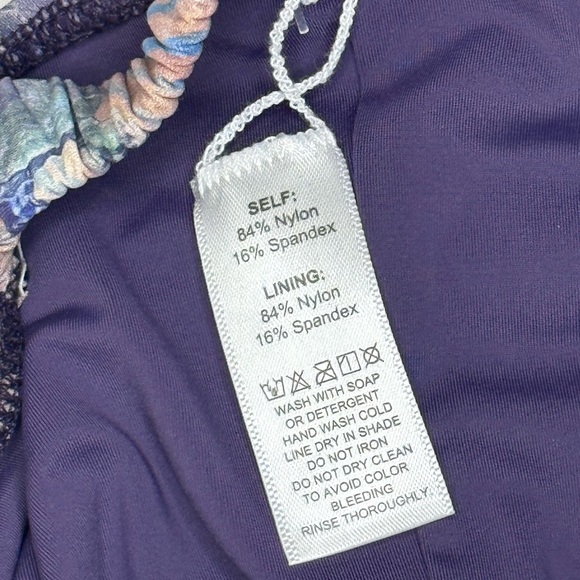 SELF:
84% Nylon
16% Spandex
LINING:
84% Nylon
16% Spandex
WASH WITH SOAP
OR DETERGENT
HAND WASH COLD
LINE DRY IN SHADE
DO NOT IRON
DO NOT DRY CLEAN
TO AVOID COLOR
BLEEDING
RINSE THOROUGHLY.